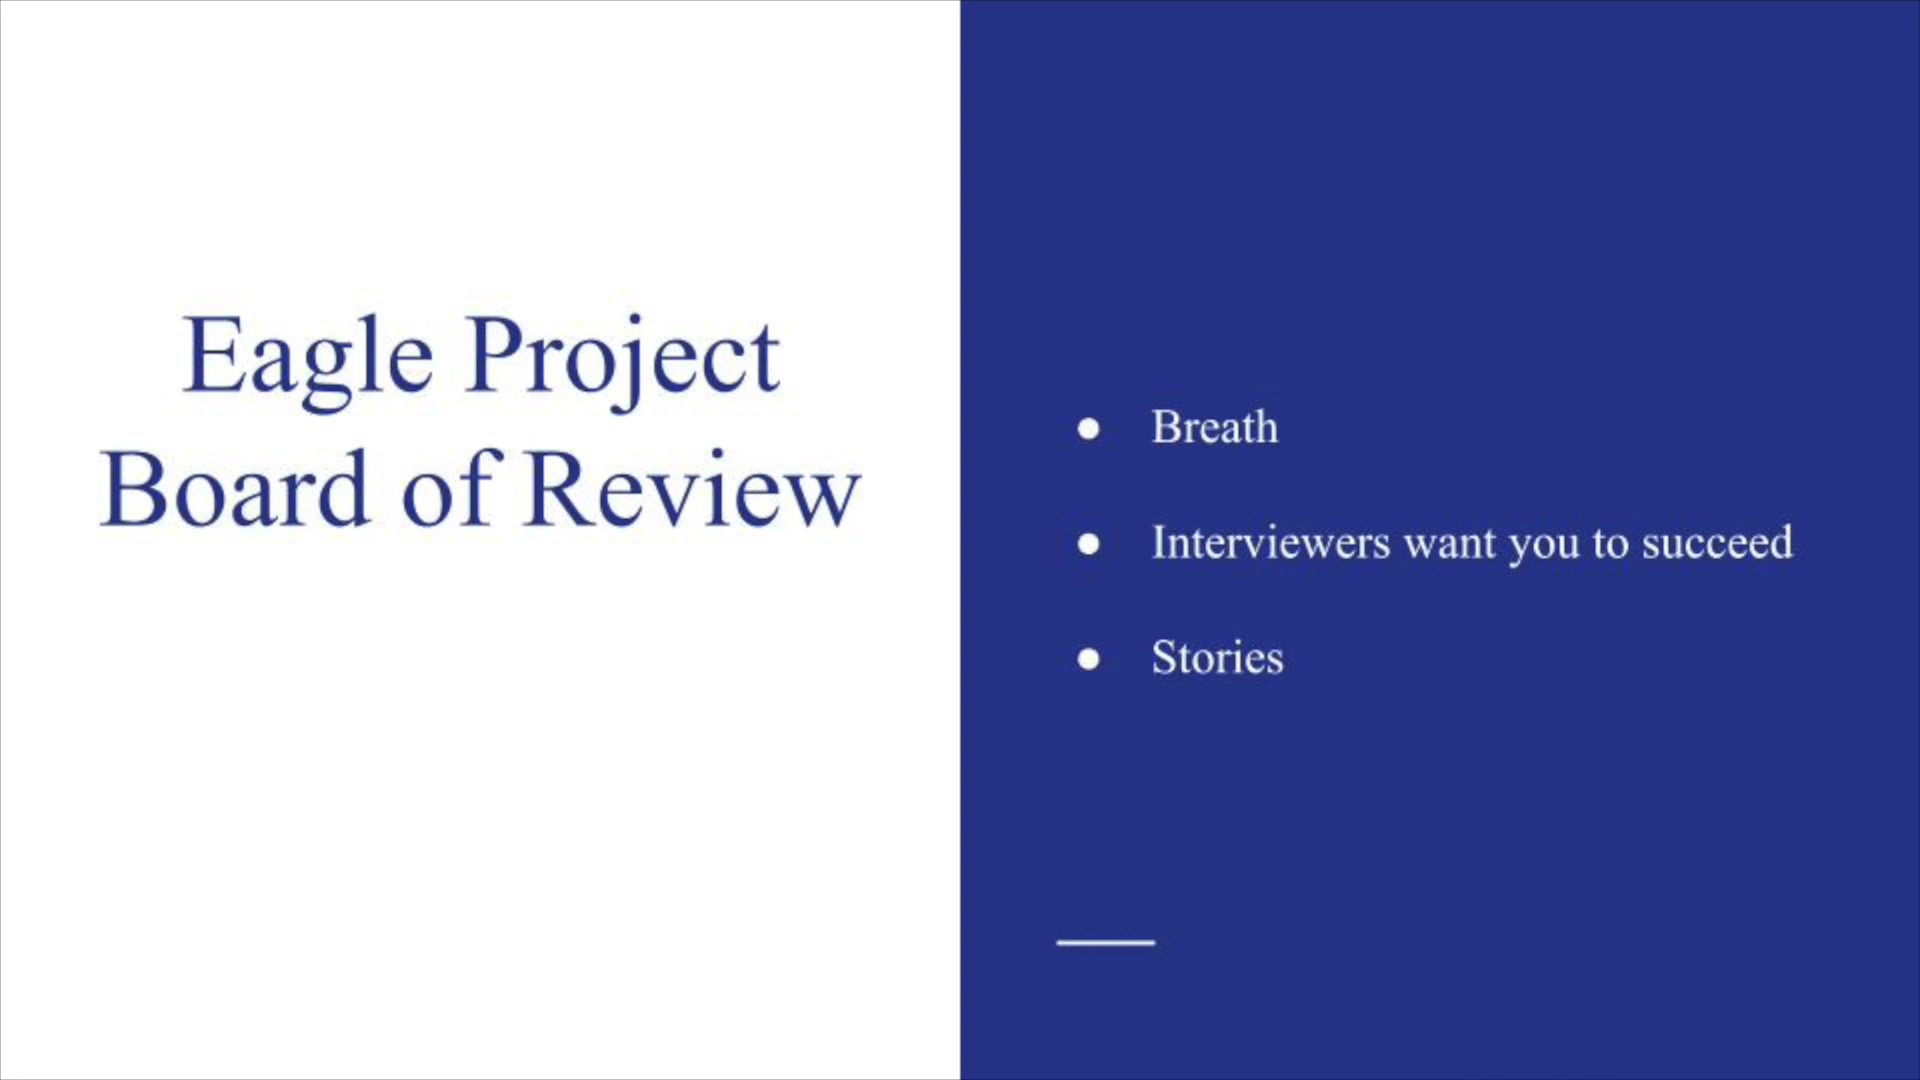 Eagle Project
Board of Review
● Breath
● Interviewers want you to succeed
● Stories